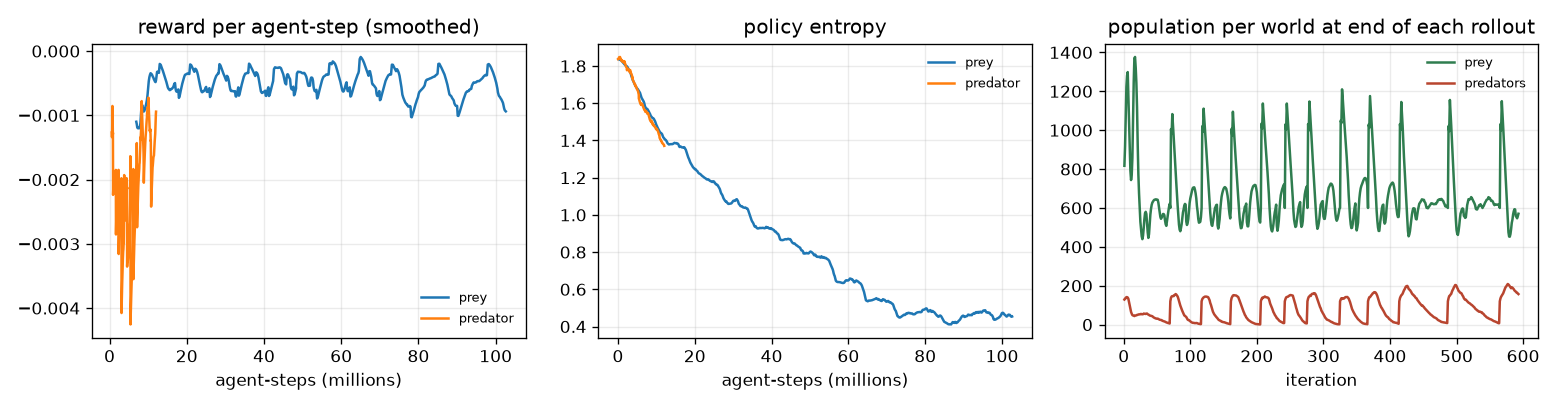 reward per agent-step (smoothed)
0.000
−0.001
−0.002
−0.003
−0.004
prey
predator
0 20 40 60 80 100
agent-steps (millions)
policy entropy
1.8
1.6
1.4
1.2
1.0
0.8
0.6
0.4
prey
predator
0 20 40 60 80 100
agent-steps (millions)
population per world at end of each rollout
1400
1200
1000
800
600
400
200
0
prey
predators
0 100 200 300 400 500 600
iteration